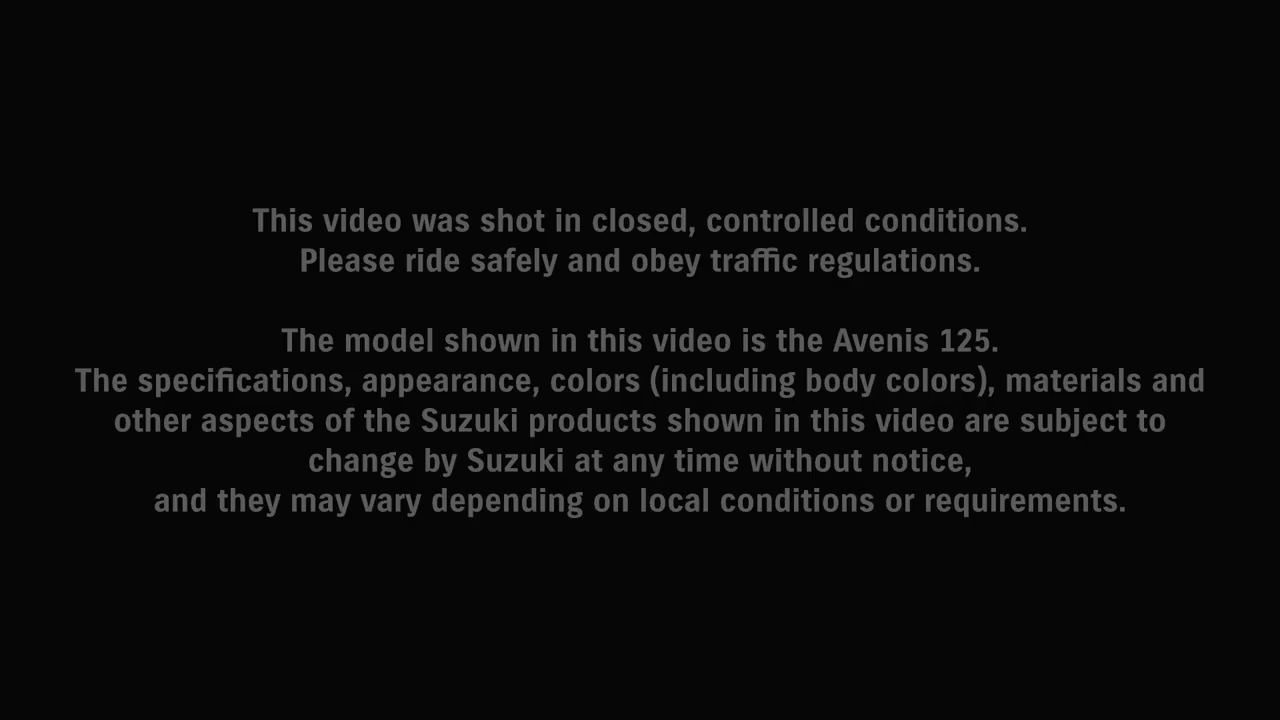 This video was shot in closed, controlled conditions.
Please ride safely and obey traffic regulations.
The model shown in this video is the Avenis 125.
The specifications, appearance, colors (including body colors), materials and
other aspects of the Suzuki products shown in this video are subject to
change by Suzuki at any time without notice,
and they may vary depending on local conditions or requirements.